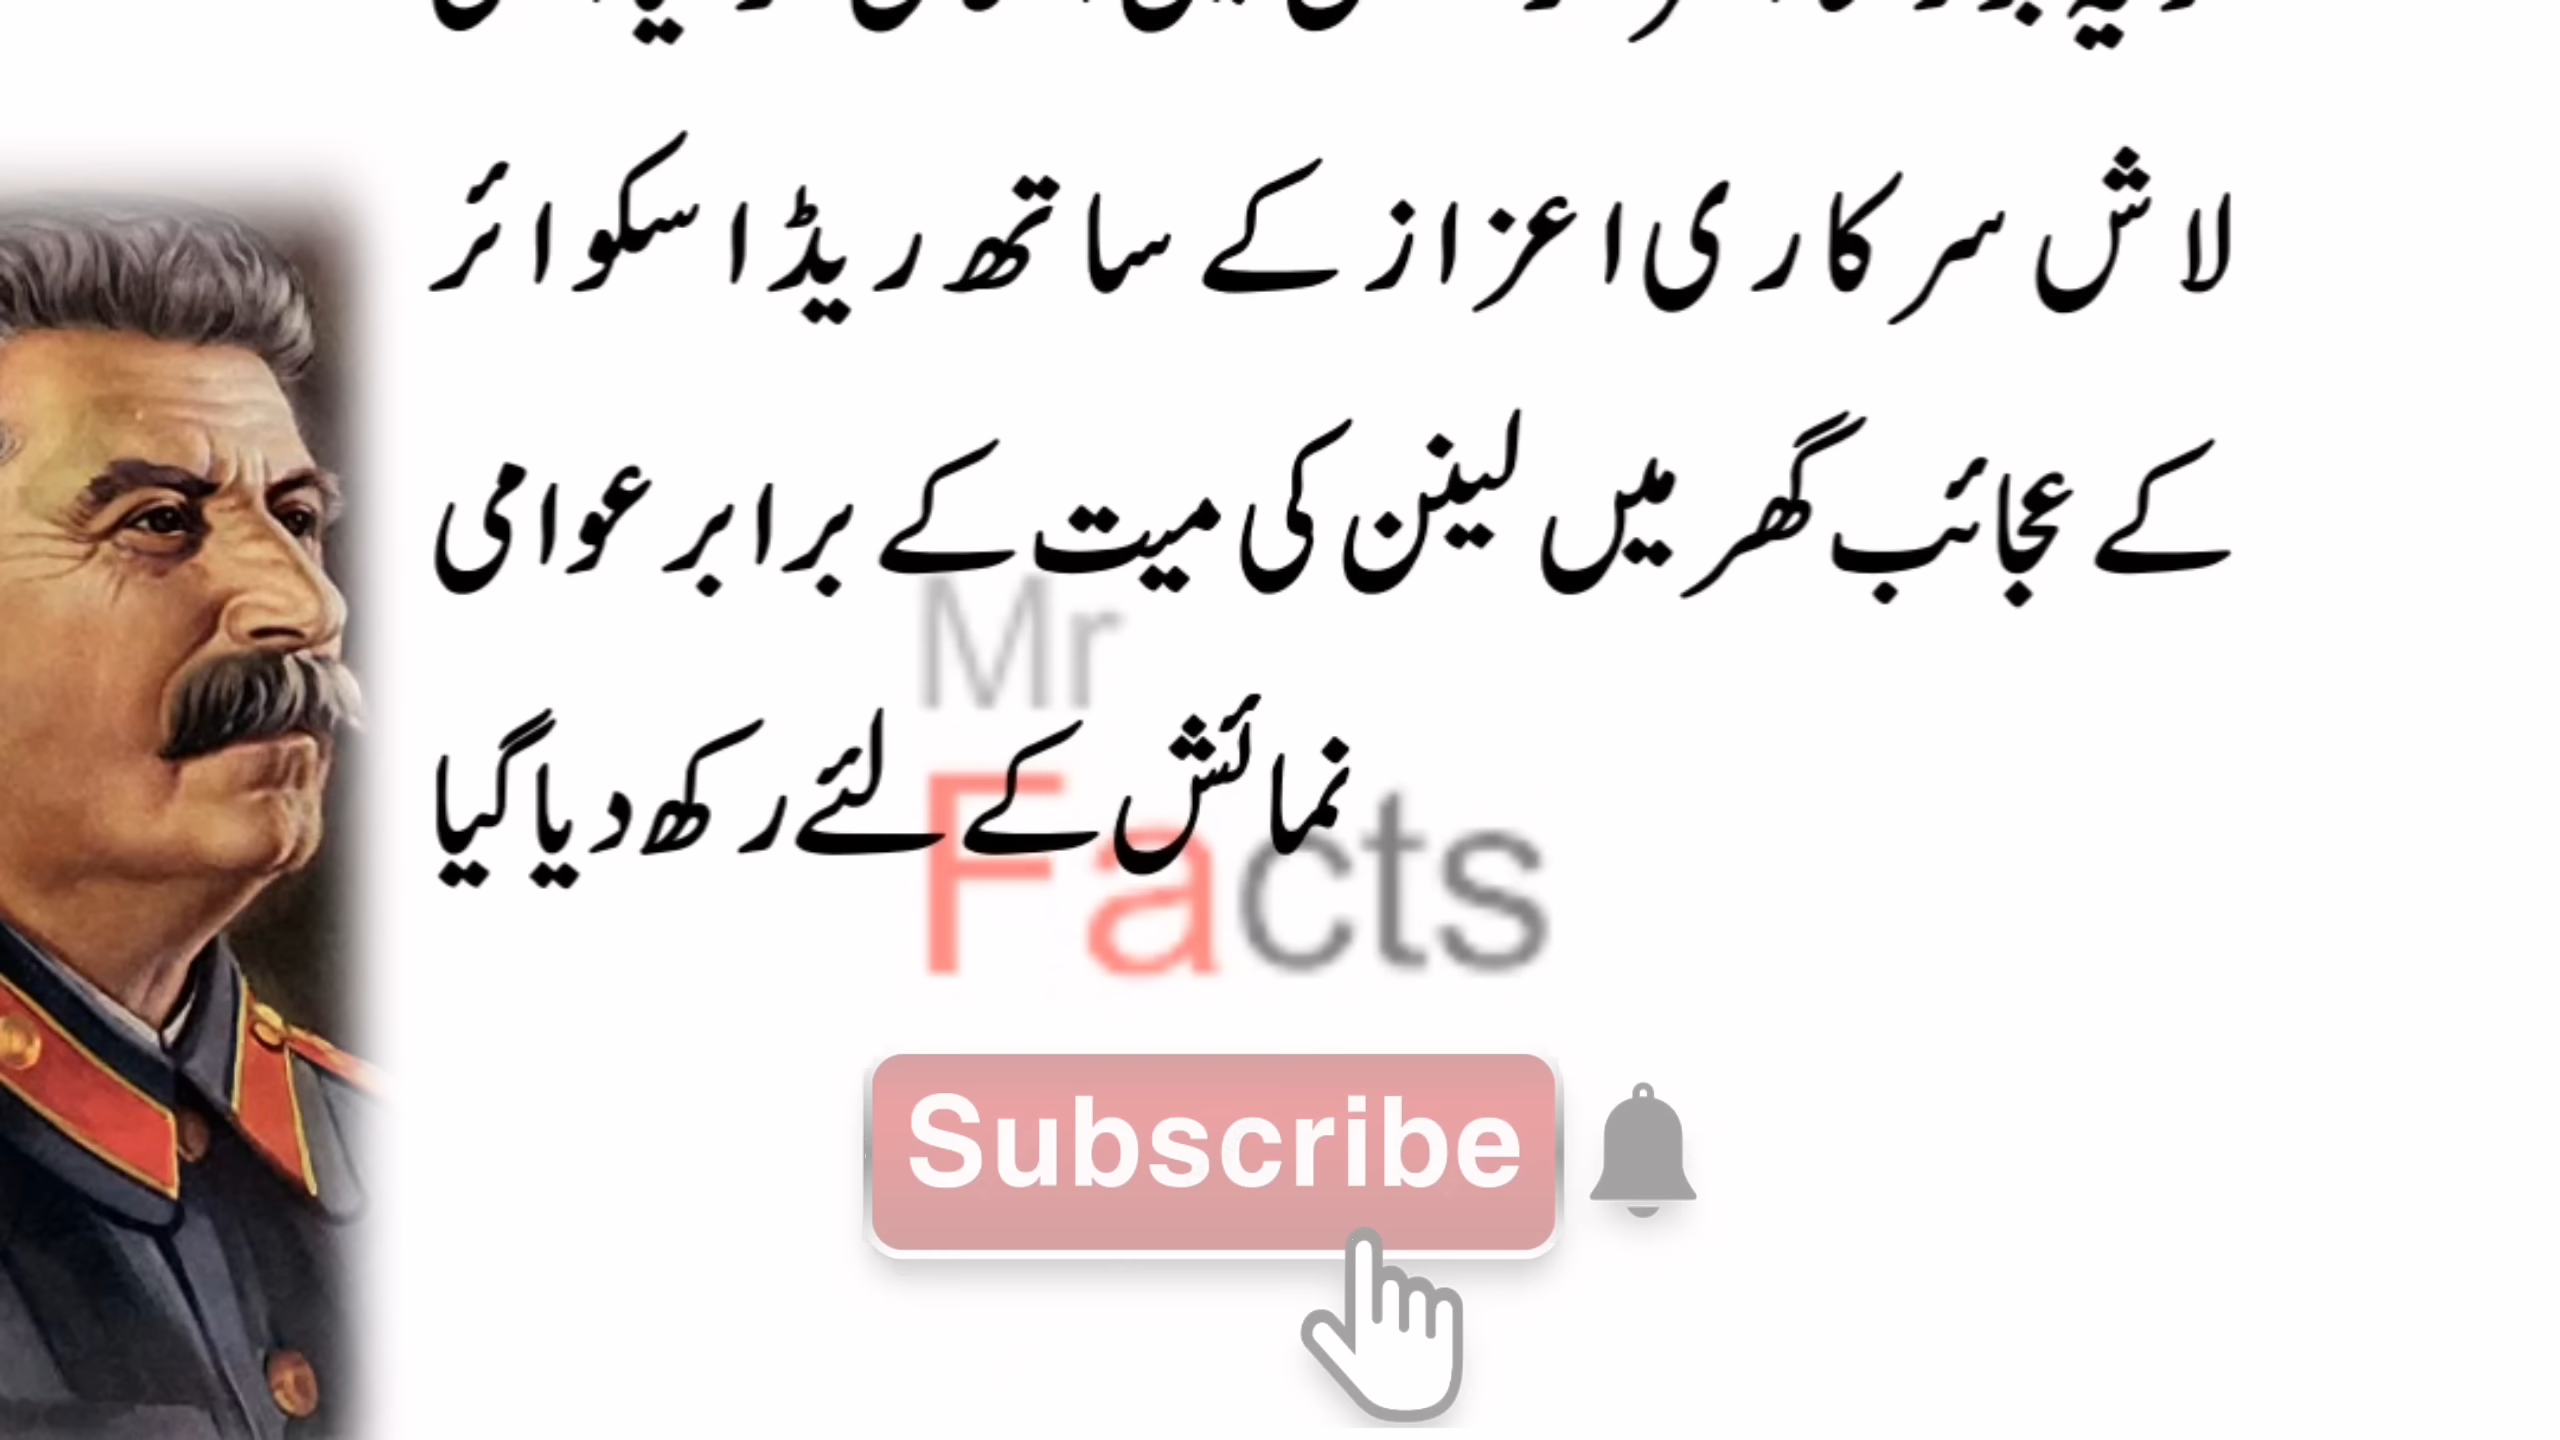 لاش سرکاری اعزاز کے ساتھ ریڈ اسکوائر
کے عجائب گھر میں لینن کی میت کے برابر عوامی
نمائش کے لئے رکھ دیا گیا
Mr
Facts
Subscribe